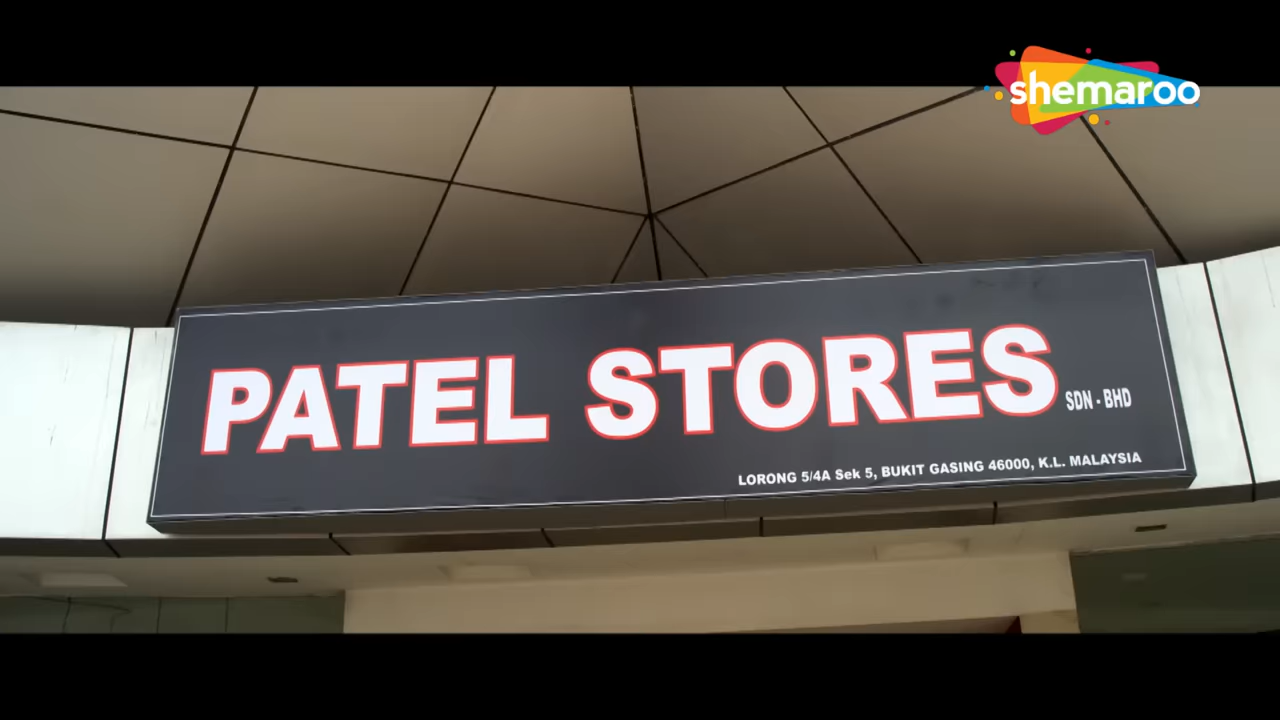 shemaroo
PATEL STORES SDN - BHD
LORONG 5/4A Sek 5, BUKIT GASING 46000, K.L. MALAYSIA